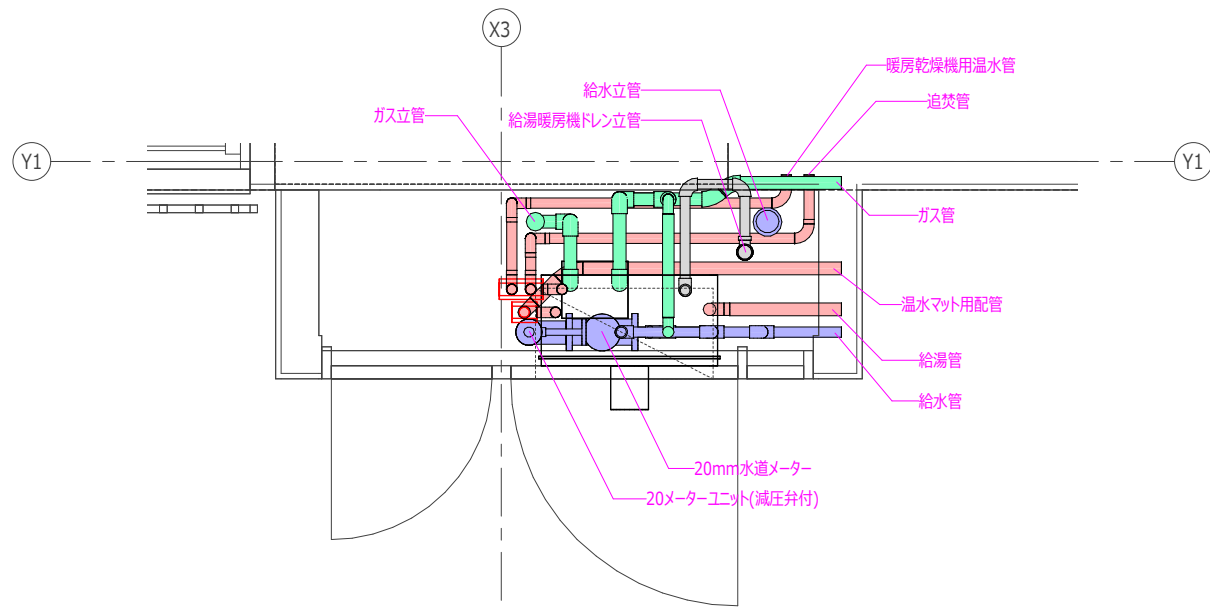 X3
暖房乾燥機用温水管
給水立管
追焚管
ガス立管
給湯暖房機ドレン立管
Y1
Y1
ガス管
温水マット用配管
給湯管
給水管
20mm水道メーター
20メーターユニット(減圧弁付)